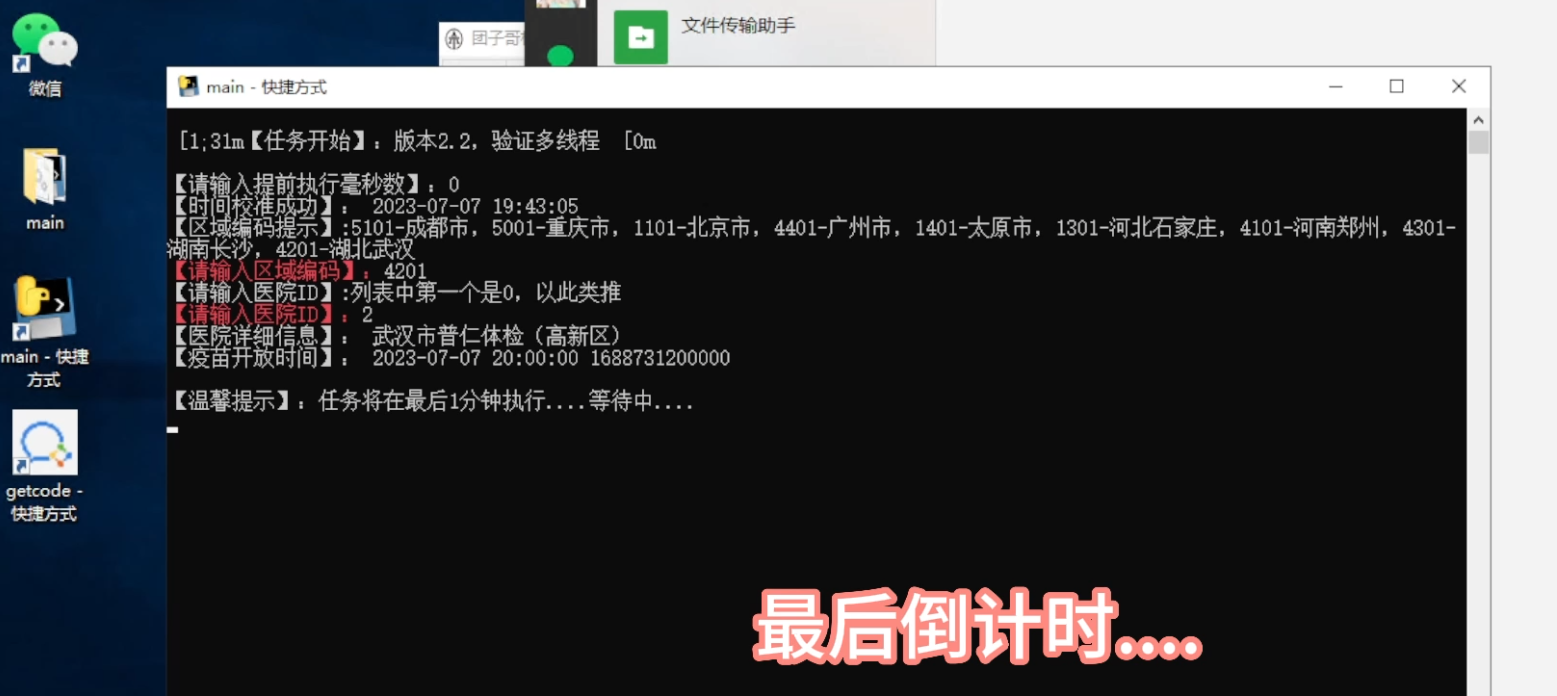 文件传输助手
团子哥
微信
main - 快捷方式
[1;31m【任务开始】：版本2.2，验证多线程 [0m
main
【请输入提前执行毫秒数】：0
【时间校准成功】： 2023-07-07 19:43:05
【区域编码提示】:5101-成都市，5001-重庆市，1101-北京市，4401-广州市，1401-太原市，1301-河北石家庄，4101-河南郑州，4301-
湖南长沙，4201-湖北武汉
【请输入区域编码】：4201
【请输入医院ID】:列表中第一个是0，以此类推
【请输入医院ID】：2
【医院详细信息】： 武汉市普仁体检（高新区）
【疫苗开放时间】： 2023-07-07 20:00:00 1688731200000
【温馨提示】：任务将在最后1分钟执行....等待中....
main - 快捷
方式
getcode -
快捷方式
最后倒计时....